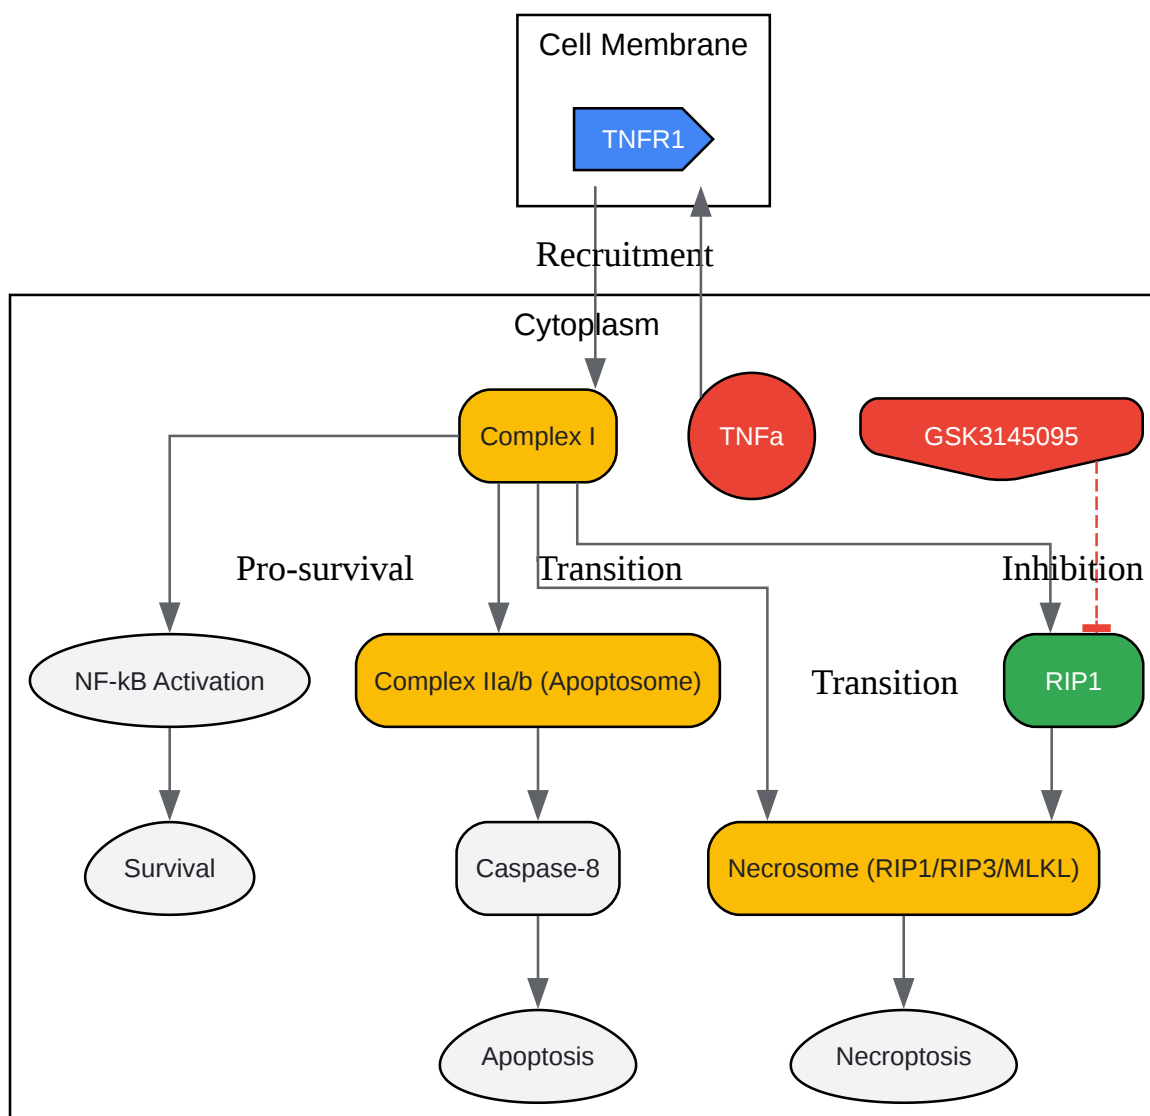 Cell Membrane
TNFR1
Recruitment
Cytoplasm
Complex I
TNFa
GSK3145095
Pro-survival
Transition
Inhibition
NF-kB Activation
Complex IIa/b (Apoptosome)
Transition
RIP1
Survival
Caspase-8
Necrosome (RIP1/RIP3/MLKL)
Apoptosis
Necroptosis